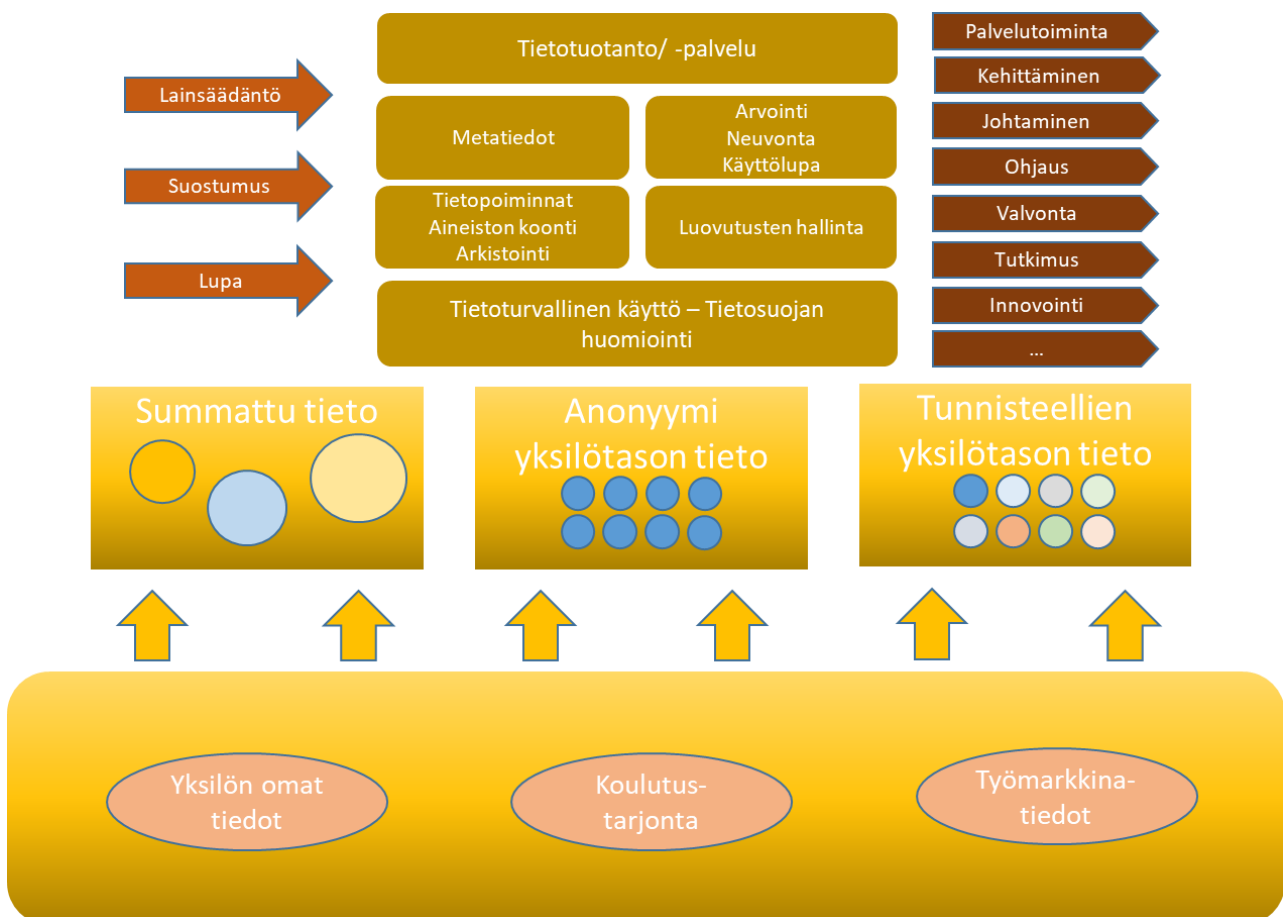 Lainsäädäntö
Suostumus
Lupa
Tietotuotanto/ -palvelu
Metatiedot
Arvointi
Neuvonta
Käyttölupa
Tietopoiminnat
Aineiston koonti
Arkistointi
Luovutusten hallinta
Tietoturvallinen käyttö – Tietosuojan
huomiointi
Palvelutoiminta
Kehittäminen
Johtaminen
Ohjaus
Valvonta
Tutkimus
Innovointi
...
Summattu tieto
Anonyymi
yksilötason tieto
Tunnisteellien
yksilötason tieto
Yksilön omat
tiedot
Koulutus-
tarjonta
Työmarkkina-
tiedot